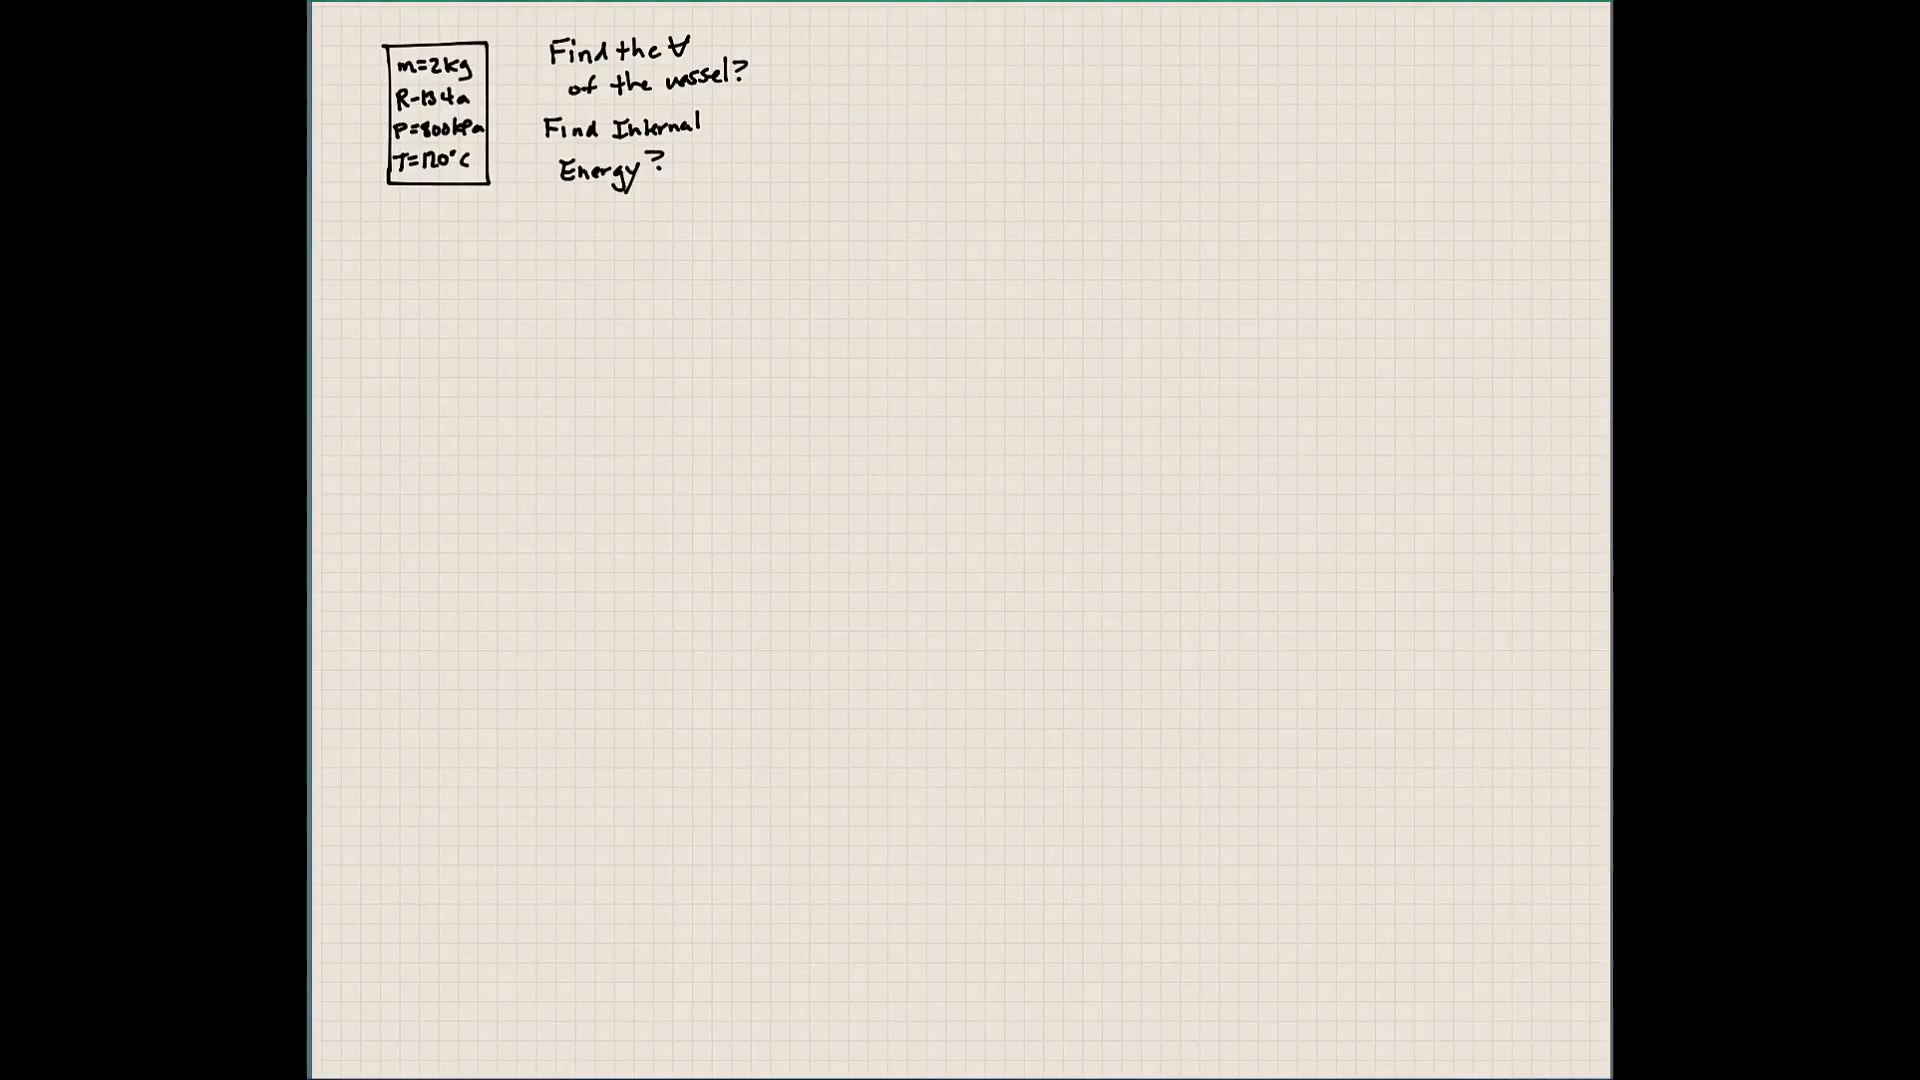 m=2kg
R-134a
P=800kPa
T=120°C
Find the V
of the vessel?
Find Internal
Energy?